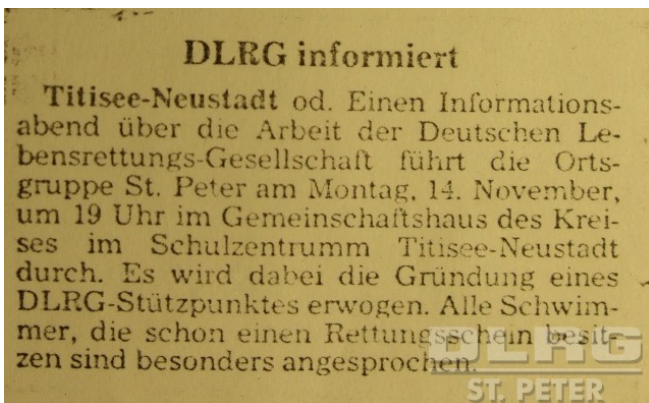 DLRG informiert
Titisee-Neustadt od. Einen Informations-
abend über die Arbeit der Deutschen Le-
bensrettungs-Gesellschaft führt die Orts-
gruppe St. Peter am Montag, 14. November,
um 19 Uhr im Gemeinschaftshaus des Krei-
ses im Schulzentrumm Titisee-Neustadt
durch. Es wird dabei die Gründung eines
DLRG-Stützpunktes erwogen. Alle Schwim-
mer, die schon einen Rettungsschein besit-
zen sind besonders angesprochen.
DLRG
ST. PETER